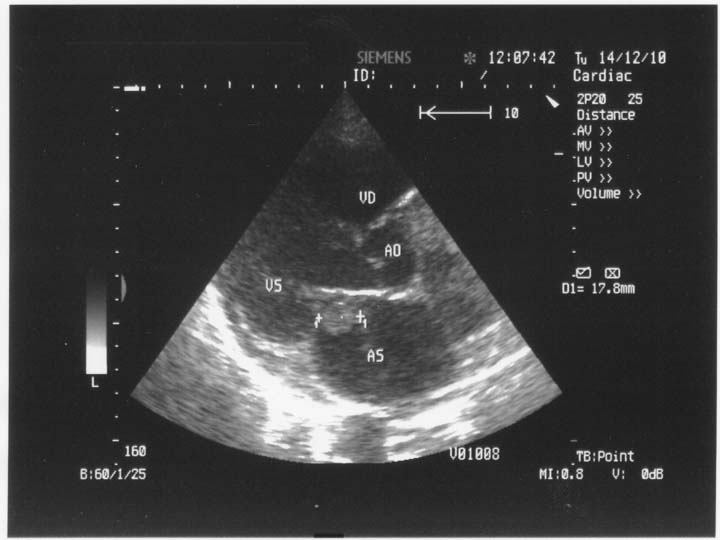 SIEMENS ✼ 12:07:42 Tu 14/12/10
ID: Cardiac
2P20 25
10 Distance
AV >>
MV >>
LV >>
PV >>
Volume >>
VD
AO
VS
D1= 17.8mm
AS
L
160 V01008 TB:Point
B:60/1/25 MI:0.8 V: 0dB